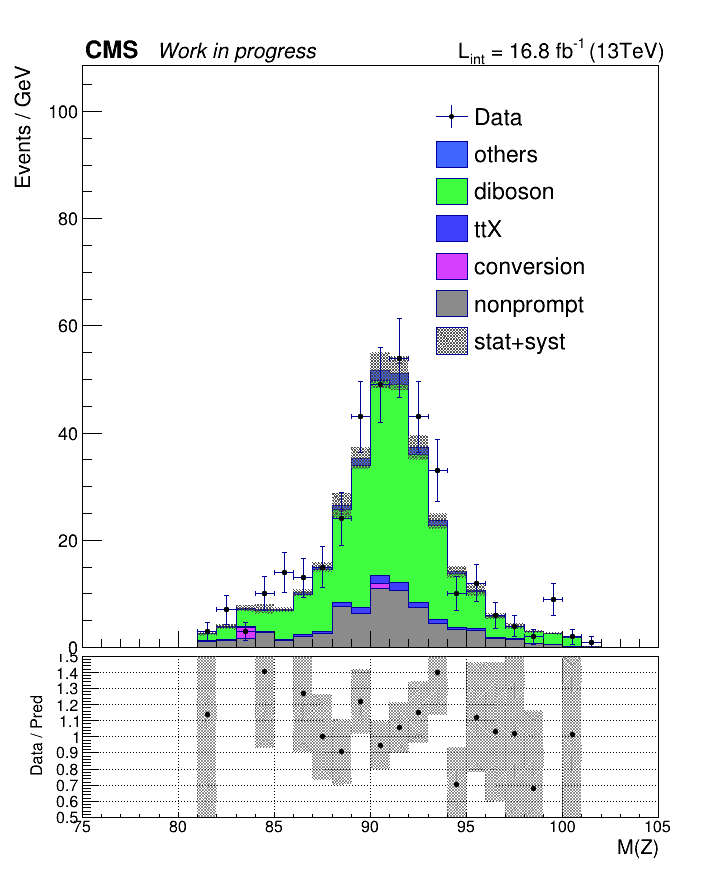 CMS Work in progress L_int = 16.8 fb^-1 (13TeV)
Events / GeV
100
80
60
40
20
0
Data
others
diboson
ttX
conversion
nonprompt
stat+syst
Data / Pred
1.5
1.4
1.3
1.2
1.1
1
0.9
0.8
0.7
0.6
0.5
75 80 85 90 95 100 105
M(Z)